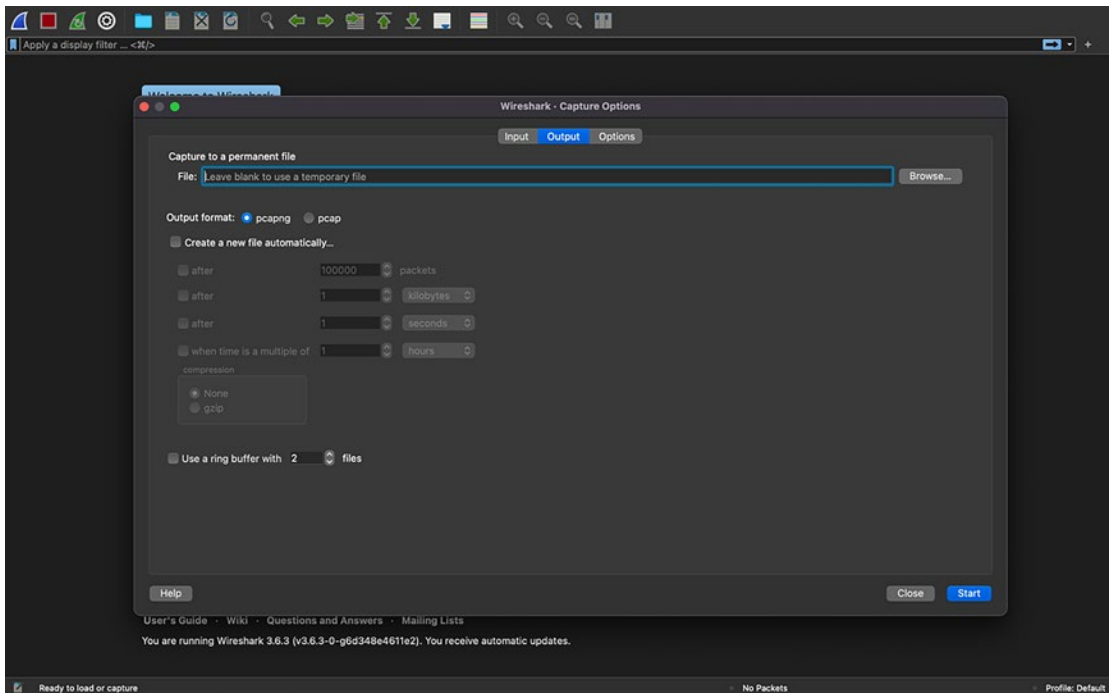 Apply a display filter ... <⌘/>
+
Welcome to Wireshark
Wireshark - Capture Options
Input Output Options
Capture to a permanent file
File: Leave blank to use a temporary file Browse...
Output format: pcapng pcap
Create a new file automatically...
after 100000 packets
after 1 kilobytes
after 1 seconds
when time is a multiple of 1 hours
compression
None
gzip
Use a ring buffer with 2 files
Help Close Start
User's Guide · Wiki · Questions and Answers · Mailing Lists
You are running Wireshark 3.6.3 (v3.6.3-0-g6d348e4611e2). You receive automatic updates.
Ready to load or capture No Packets Profile: Default